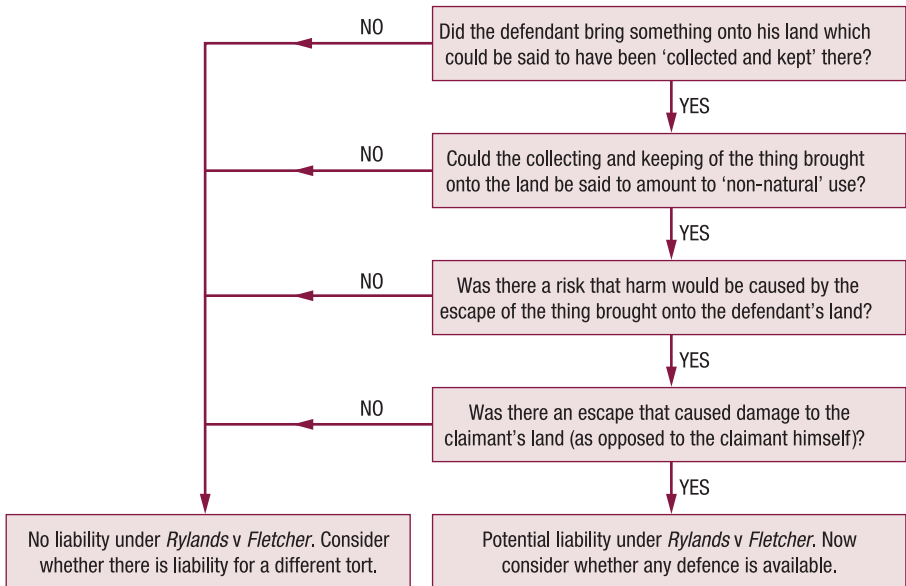 NO
Did the defendant bring something onto his land which
could be said to have been ‘collected and kept’ there?
YES
NO
Could the collecting and keeping of the thing brought
onto the land be said to amount to ‘non-natural’ use?
YES
NO
Was there a risk that harm would be caused by the
escape of the thing brought onto the defendant’s land?
YES
NO
Was there an escape that caused damage to the
claimant’s land (as opposed to the claimant himself)?
YES
No liability under Rylands v Fletcher. Consider
whether there is liability for a different tort.
Potential liability under Rylands v Fletcher. Now
consider whether any defence is available.